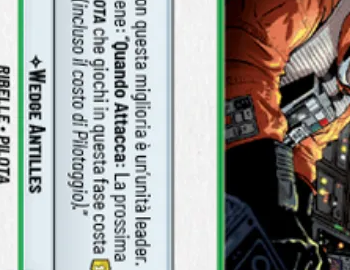 on questa miglioria è un'unità leader.
ene: "Quando Attacca: La prossima
OTA che giochi in questa fase costa
(incluso il costo di Pilotaggio)."
WEDGE ANTILLES
RIBELLE • PILOTA